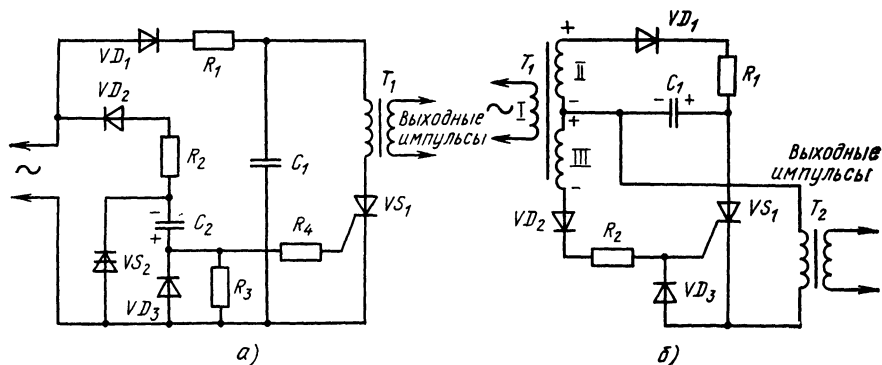 VD₁
R₁
VD₂
R₂
~
C₂
−
+
VS₂
VD₃
R₃
R₄
C₁
T₁
Выходные
импульсы
VS₁
а)
T₁
~
I
+
II
−
+
III
−
VD₁
R₁
C₁
− +
VD₂
R₂
VD₃
VS₁
Выходные
импульсы
T₂
б)